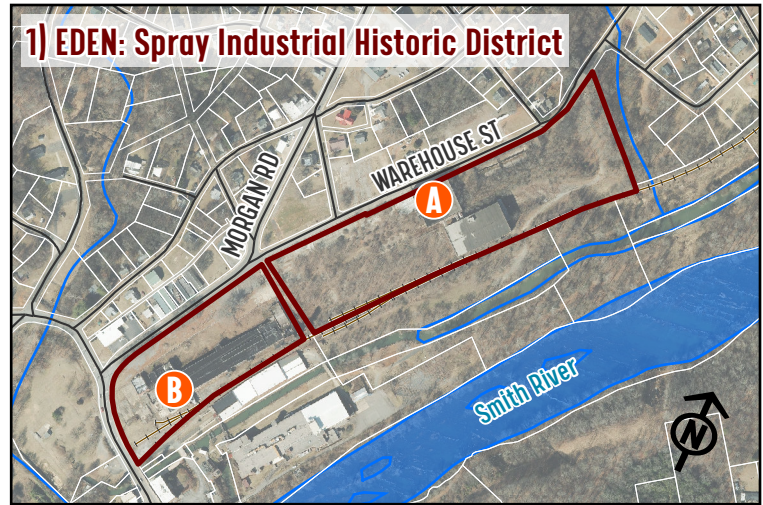 1) EDEN: Spray Industrial Historic District
WAREHOUSE ST
MORGAN RD
A
B
Smith River
N